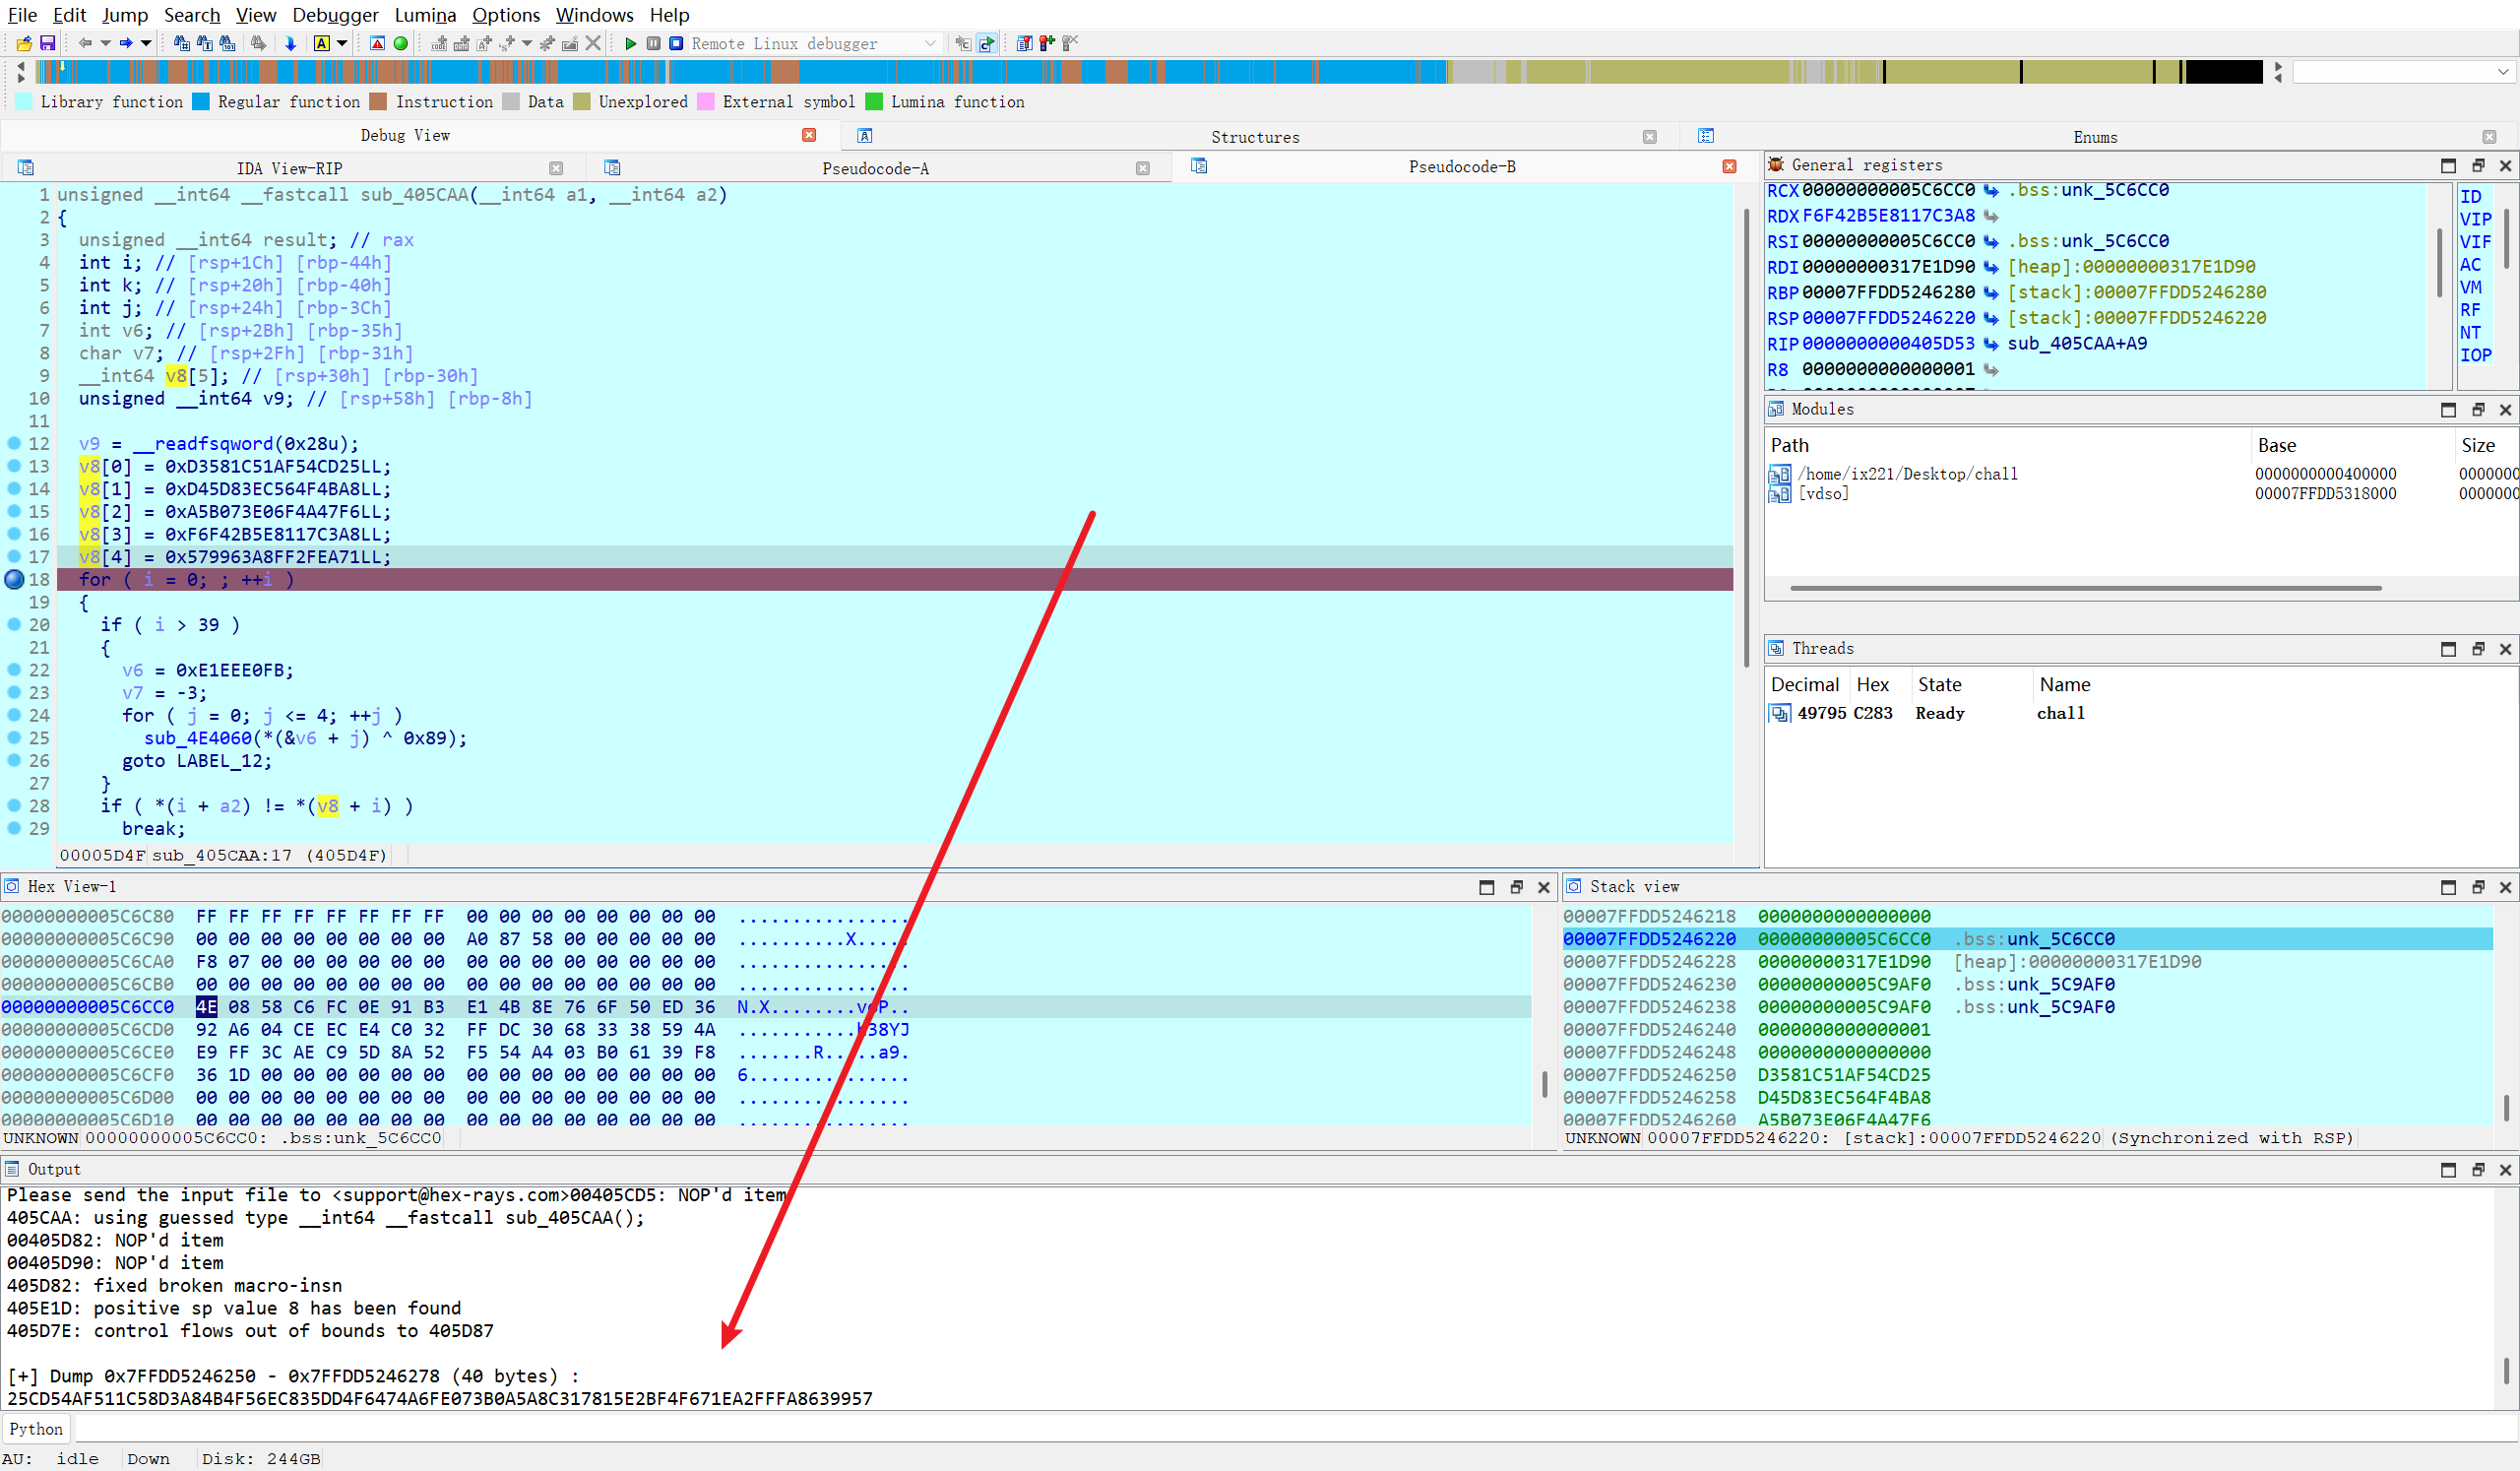 File Edit Jump Search View Debugger Lumina Options Windows Help
Remote Linux debugger
Library function Regular function Instruction Data Unexplored External symbol Lumina function
Debug View Structures Enums
IDA View-RIP Pseudocode-A Pseudocode-B
1 unsigned __int64 __fastcall sub_405CAA(__int64 a1, __int64 a2)
2 {
3 unsigned __int64 result; // rax
4 int i; // [rsp+1Ch] [rbp-44h]
5 int k; // [rsp+20h] [rbp-40h]
6 int j; // [rsp+24h] [rbp-3Ch]
7 int v6; // [rsp+2Bh] [rbp-35h]
8 char v7; // [rsp+2Fh] [rbp-31h]
9 __int64 v8[5]; // [rsp+30h] [rbp-30h]
10 unsigned __int64 v9; // [rsp+58h] [rbp-8h]
11
12 v9 = __readfsqword(0x28u);
13 v8[0] = 0xD3581C51AF54CD25LL;
14 v8[1] = 0xD45D83EC564F4BA8LL;
15 v8[2] = 0xA5B073E06F4A47F6LL;
16 v8[3] = 0xF6F42B5E8117C3A8LL;
17 v8[4] = 0x579963A8FF2FEA71LL;
18 for ( i = 0; ; ++i )
19 {
20 if ( i > 39 )
21 {
22 v6 = 0xE1EEE0FB;
23 v7 = -3;
24 for ( j = 0; j <= 4; ++j )
25 sub_4E4060(*(&v6 + j) ^ 0x89);
26 goto LABEL_12;
27 }
28 if ( *(i + a2) != *(v8 + i) )
29 break;
00005D4F sub_405CAA:17 (405D4F)
General registers
RCX 00000000005C6CC0 .bss:unk_5C6CC0
RDX F6F42B5E8117C3A8
RSI 00000000005C6CC0 .bss:unk_5C6CC0
RDI 00000000317E1D90 [heap]:00000000317E1D90
RBP 00007FFDD5246280 [stack]:00007FFDD5246280
RSP 00007FFDD5246220 [stack]:00007FFDD5246220
RIP 0000000000405D53 sub_405CAA+A9
R8 0000000000000001
ID
VIP
VIF
AC
VM
RF
NT
IOP
Modules
Path Base Size
/home/ix221/Desktop/chall 0000000000400000 0000000
[vdso] 00007FFDD5318000 0000000
Threads
Decimal Hex State Name
49795 C283 Ready chall
Hex View-1
00000000005C6C80 FF FF FF FF FF FF FF FF 00 00 00 00 00 00 00 00 ................
00000000005C6C90 00 00 00 00 00 00 00 00 A0 87 58 00 00 00 00 00 ..........X.....
00000000005C6CA0 F8 07 00 00 00 00 00 00 00 00 00 00 00 00 00 00 ................
00000000005C6CB0 00 00 00 00 00 00 00 00 00 00 00 00 00 00 00 00 ................
00000000005C6CC0 4E 08 58 C6 FC 0E 91 B3 E1 4B 8E 76 6F 50 ED 36 N.X........voP..
00000000005C6CD0 92 A6 04 CE EC E4 C0 32 FF DC 30 68 33 38 59 4A ...........h38YJ
00000000005C6CE0 E9 FF 3C AE C9 5D 8A 52 F5 54 A4 03 B0 61 39 F8 .......R.....a9.
00000000005C6CF0 36 1D 00 00 00 00 00 00 00 00 00 00 00 00 00 00 6...............
00000000005C6D00 00 00 00 00 00 00 00 00 00 00 00 00 00 00 00 00 ................
00000000005C6D10 00 00 00 00 00 00 00 00 00 00 00 00 00 00 00 00 ................
UNKNOWN 00000000005C6CC0: .bss:unk_5C6CC0
Stack view
00007FFDD5246218 0000000000000000
00007FFDD5246220 00000000005C6CC0 .bss:unk_5C6CC0
00007FFDD5246228 00000000317E1D90 [heap]:00000000317E1D90
00007FFDD5246230 00000000005C9AF0 .bss:unk_5C9AF0
00007FFDD5246238 00000000005C9AF0 .bss:unk_5C9AF0
00007FFDD5246240 0000000000000001
00007FFDD5246248 0000000000000000
00007FFDD5246250 D3581C51AF54CD25
00007FFDD5246258 D45D83EC564F4BA8
00007FFDD5246260 A5B073E06F4A47F6
UNKNOWN 00007FFDD5246220: [stack]:00007FFDD5246220 (Synchronized with RSP)
Output
Please send the input file to <support@hex-rays.com>00405CD5: NOP'd item
405CAA: using guessed type __int64 __fastcall sub_405CAA();
00405D82: NOP'd item
00405D90: NOP'd item
405D82: fixed broken macro-insn
405E1D: positive sp value 8 has been found
405D7E: control flows out of bounds to 405D87
[+] Dump 0x7FFDD5246250 - 0x7FFDD5246278 (40 bytes) :
25CD54AF511C58D3A84B4F56EC835DD4F6474A6FE073B0A5A8C317815E2BF4F671EA2FFFA8639957
Python
AU: idle Down Disk: 244GB